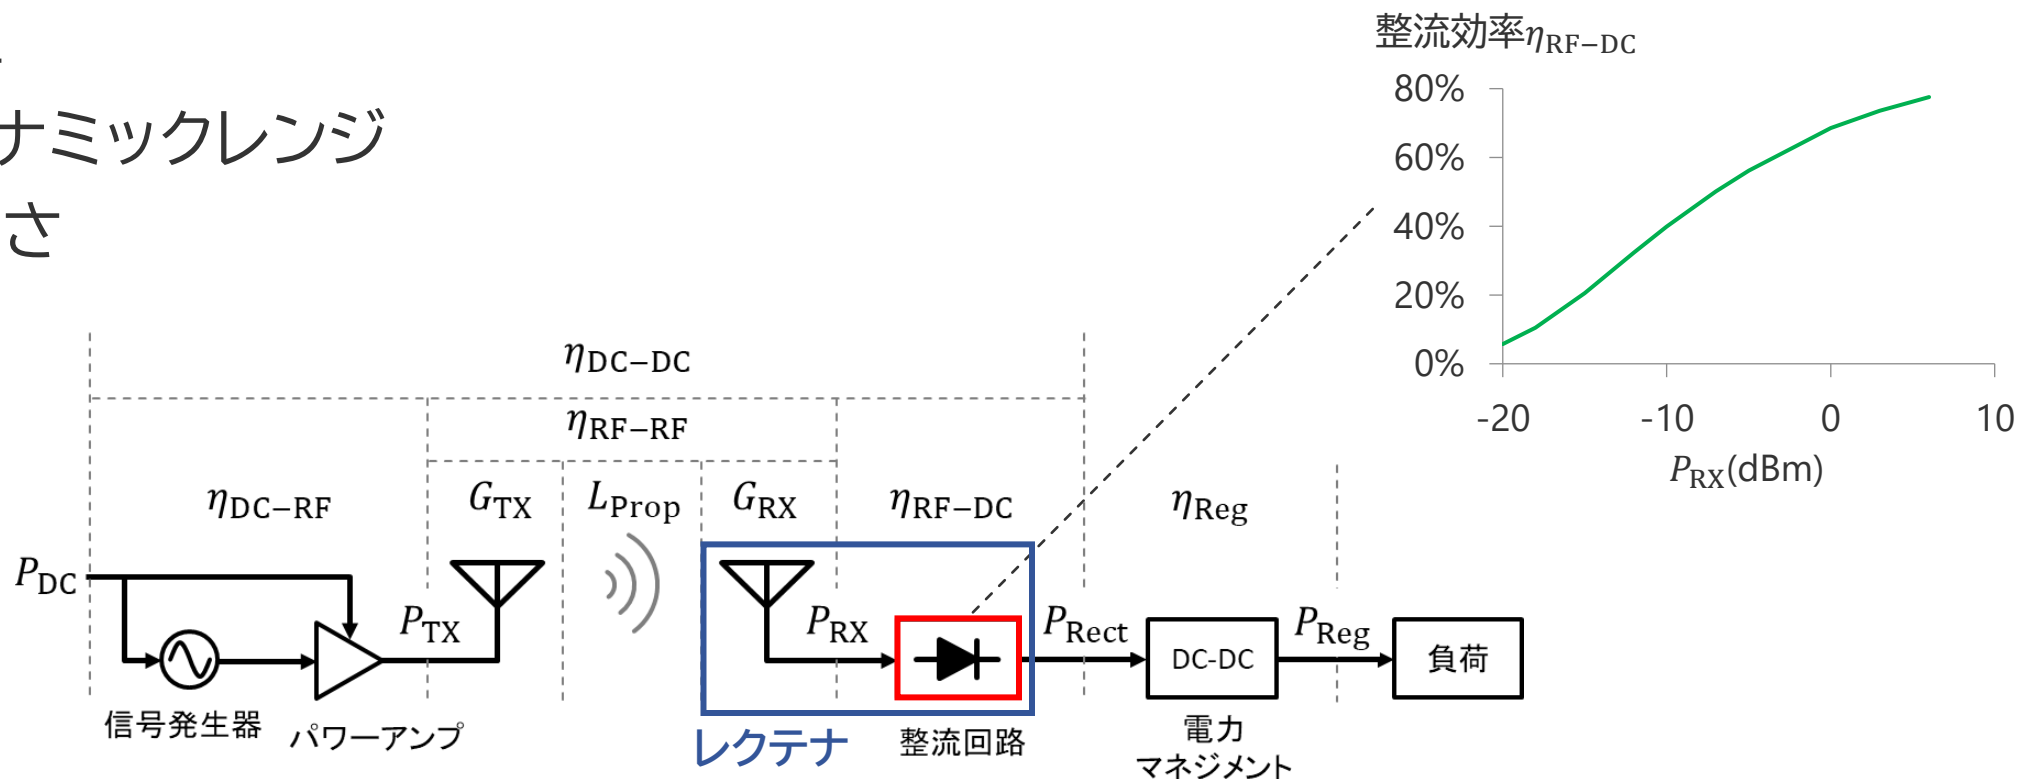 ナミックレンジ
さ
整流効率ηRF−DC
80%
60%
40%
20%
0%
-20 -10 0 10
PRX(dBm)
ηDC−DC
ηRF−RF
ηDC−RF GTX LProp GRX ηRF−DC ηReg
PDC PTX PRX PRect PReg
DC-DC 負荷
信号発生器 パワーアンプ レクテナ 整流回路 電力
マネジメント